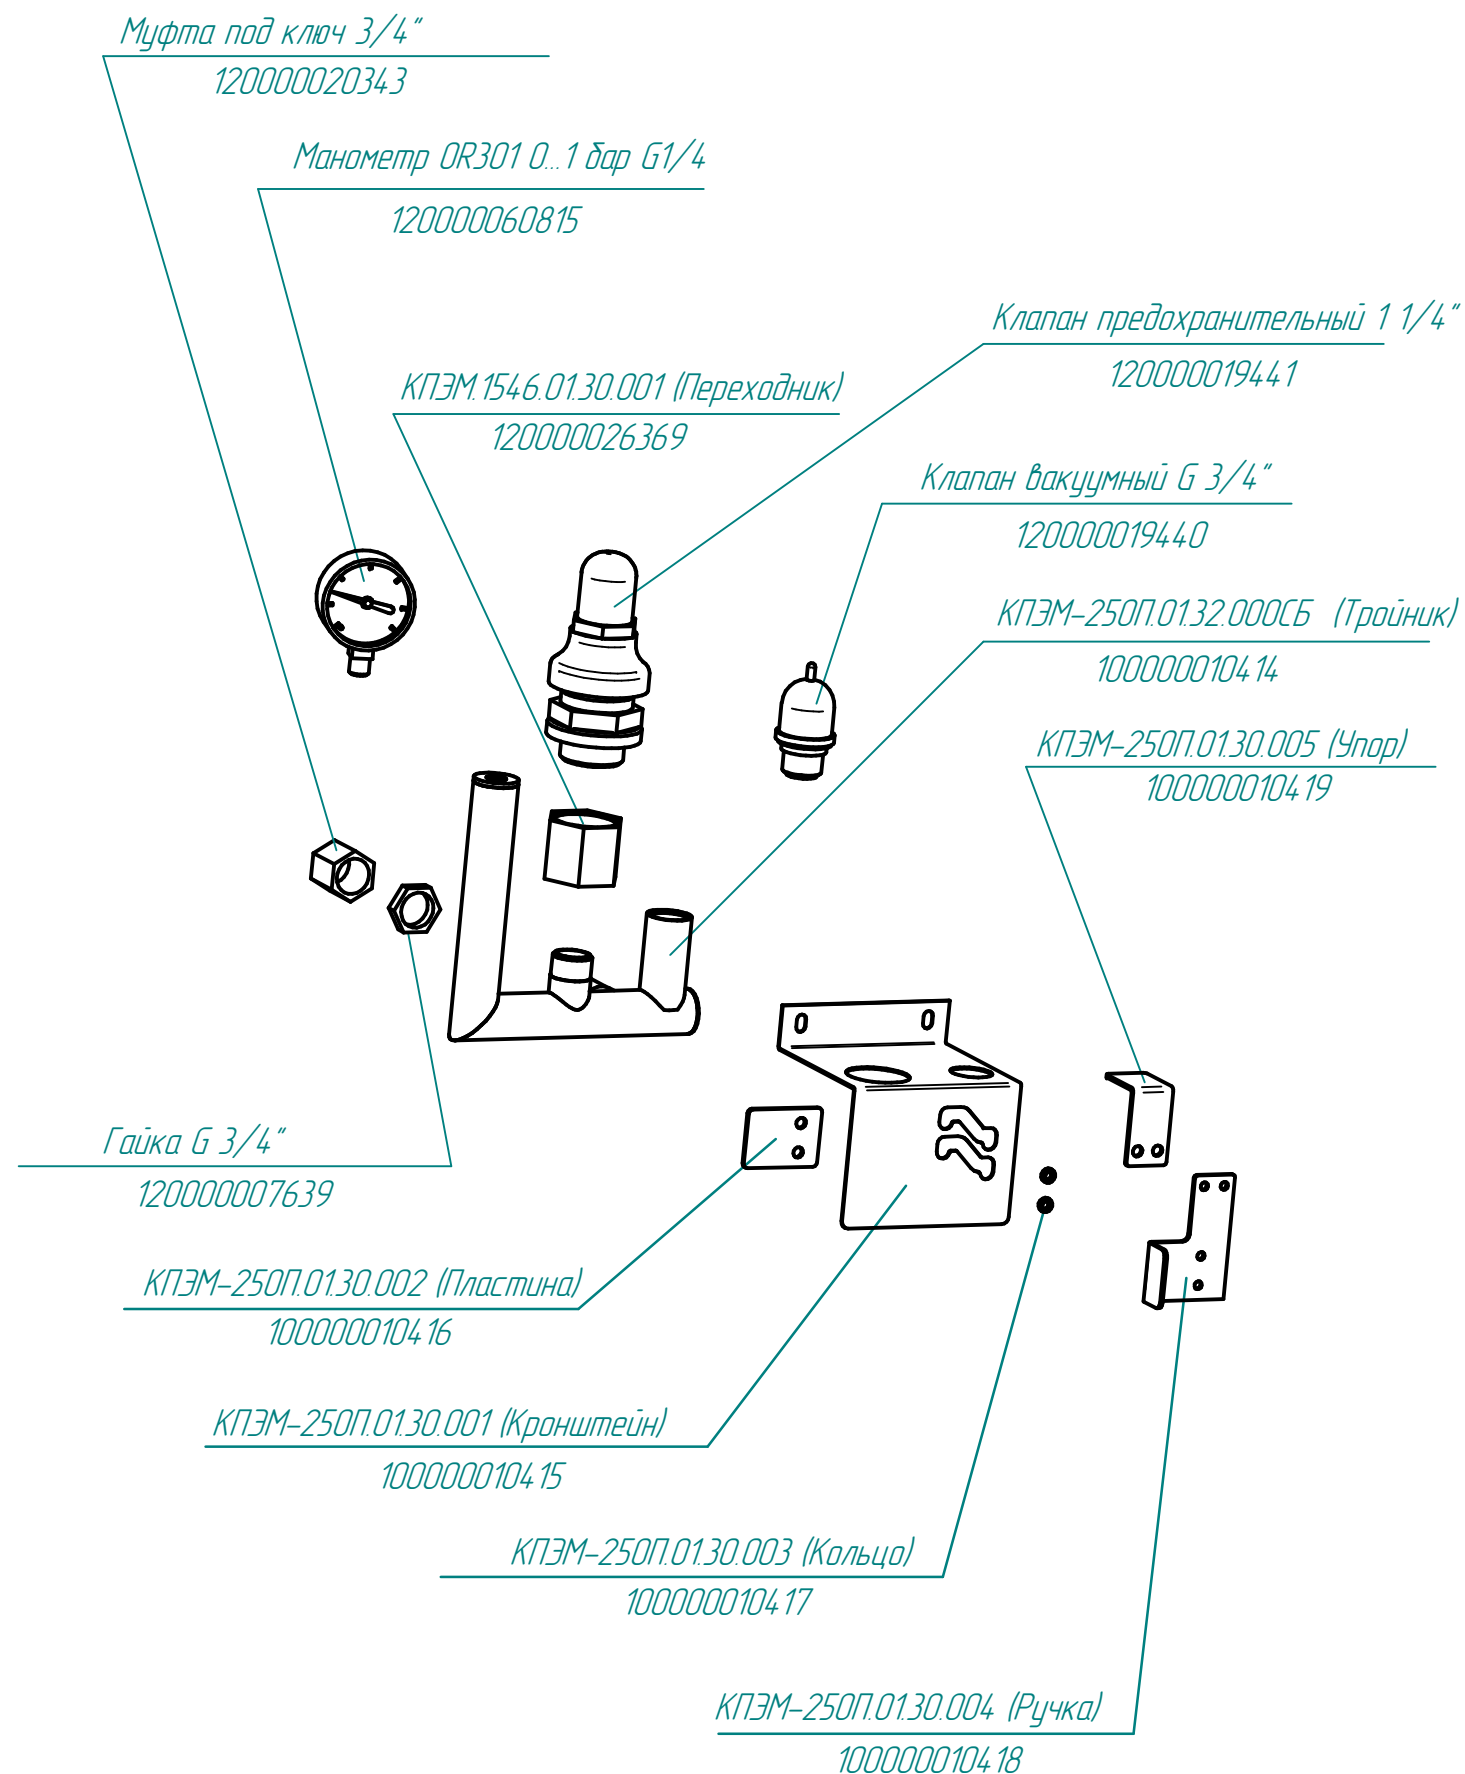 Муфта под ключ 3/4"
120000020343
Манометр OR301 0...1 бар G1/4
120000060815
Клапан предохранительный 1 1/4"
120000019441
КПЭМ.1546.01.30.001 (Переходник)
120000026369
Клапан вакуумный G 3/4"
120000019440
КПЭМ-250П.01.32.000СБ (Тройник)
100000010414
КПЭМ-250П.01.30.005 (Упор)
100000010419
Гайка G 3/4"
120000007639
КПЭМ-250П.01.30.002 (Пластина)
100000010416
КПЭМ-250П.01.30.001 (Кронштейн)
100000010415
КПЭМ-250П.01.30.003 (Кольцо)
100000010417
КПЭМ-250П.01.30.004 (Ручка)
100000010418